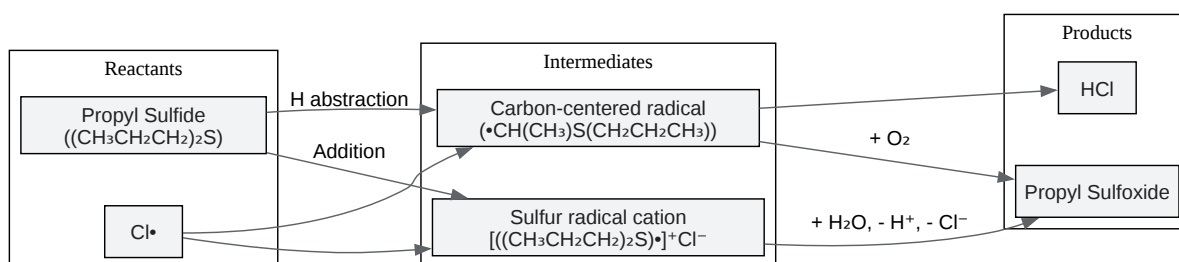 Reactants
Propyl Sulfide
((CH₃CH₂CH₂)₂S)
Cl•
H abstraction
Addition
Intermediates
Carbon-centered radical
(•CH(CH₃)S(CH₂CH₂CH₃))
Sulfur radical cation
[((CH₃CH₂CH₂)₂S)•]⁺Cl⁻
+ O₂
+ H₂O, - H⁺, - Cl⁻
Products
HCl
Propyl Sulfoxide